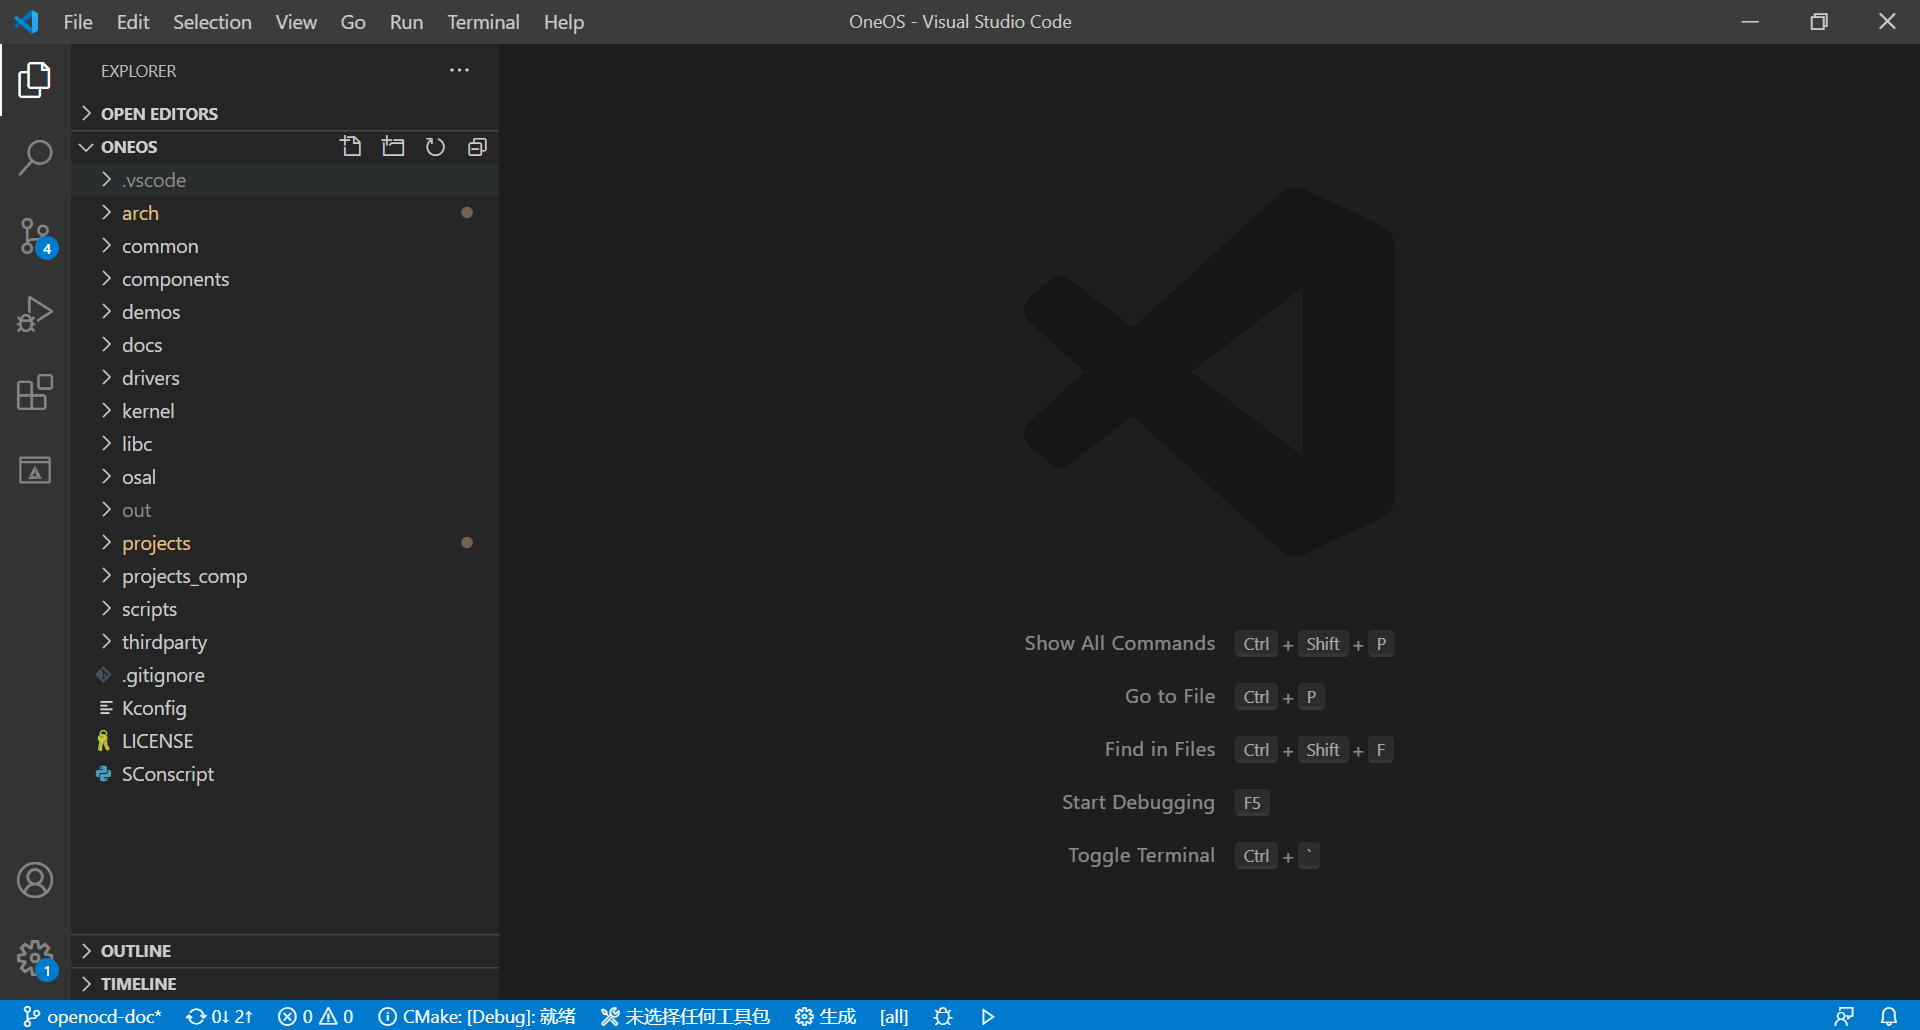 File Edit Selection View Go Run Terminal Help OneOS - Visual Studio Code
EXPLORER
OPEN EDITORS
ONEOS
.vscode
arch
common
components
demos
docs
drivers
kernel
libc
osal
out
projects
projects_comp
scripts
thirdparty
.gitignore
Kconfig
LICENSE
SConscript
OUTLINE
TIMELINE
4
1
Show All Commands Ctrl + Shift + P
Go to File Ctrl + P
Find in Files Ctrl + Shift + F
Start Debugging F5
Toggle Terminal Ctrl + `
openocd-doc* 0↓ 2↑ 0 0 CMake: [Debug]: 就绪 未选择任何工具包 生成 [all]